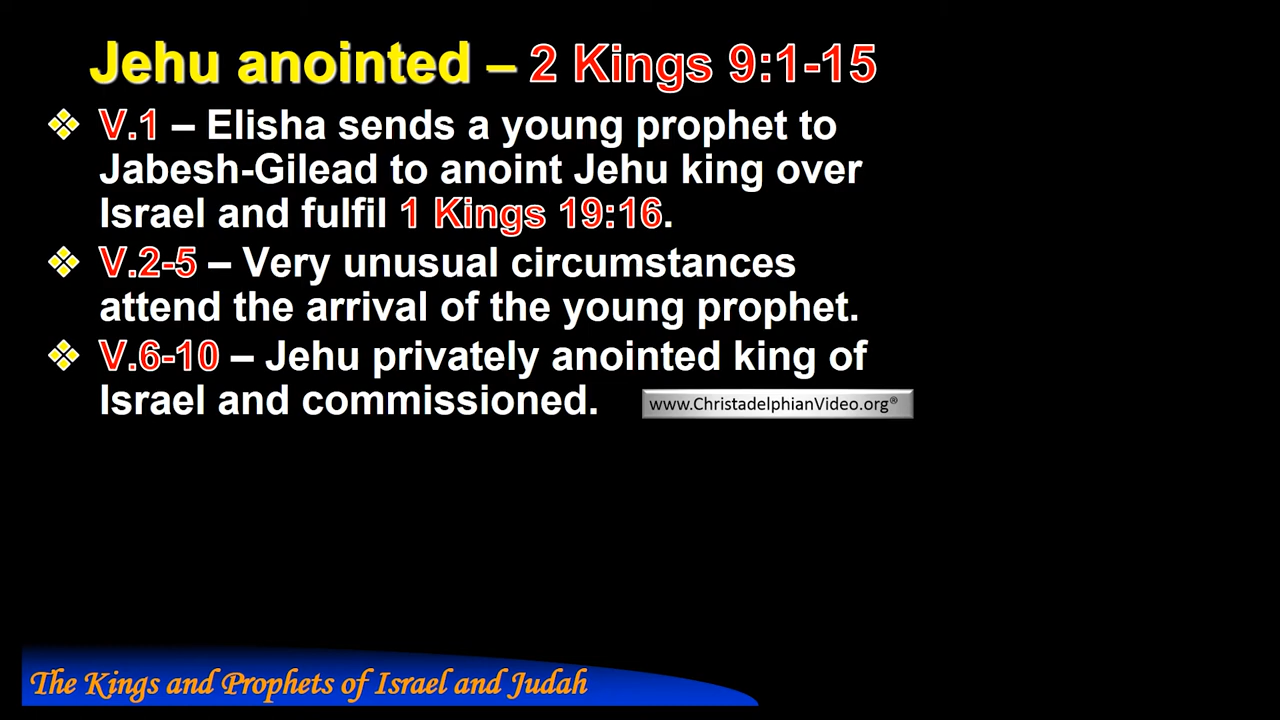 Jehu anointed – 2 Kings 9:1-15
V.1 – Elisha sends a young prophet to
Jabesh-Gilead to anoint Jehu king over
Israel and fulfil 1 Kings 19:16.
V.2-5 – Very unusual circumstances
attend the arrival of the young prophet.
V.6-10 – Jehu privately anointed king of
Israel and commissioned.
www.ChristadelphianVideo.org®
The Kings and Prophets of Israel and Judah